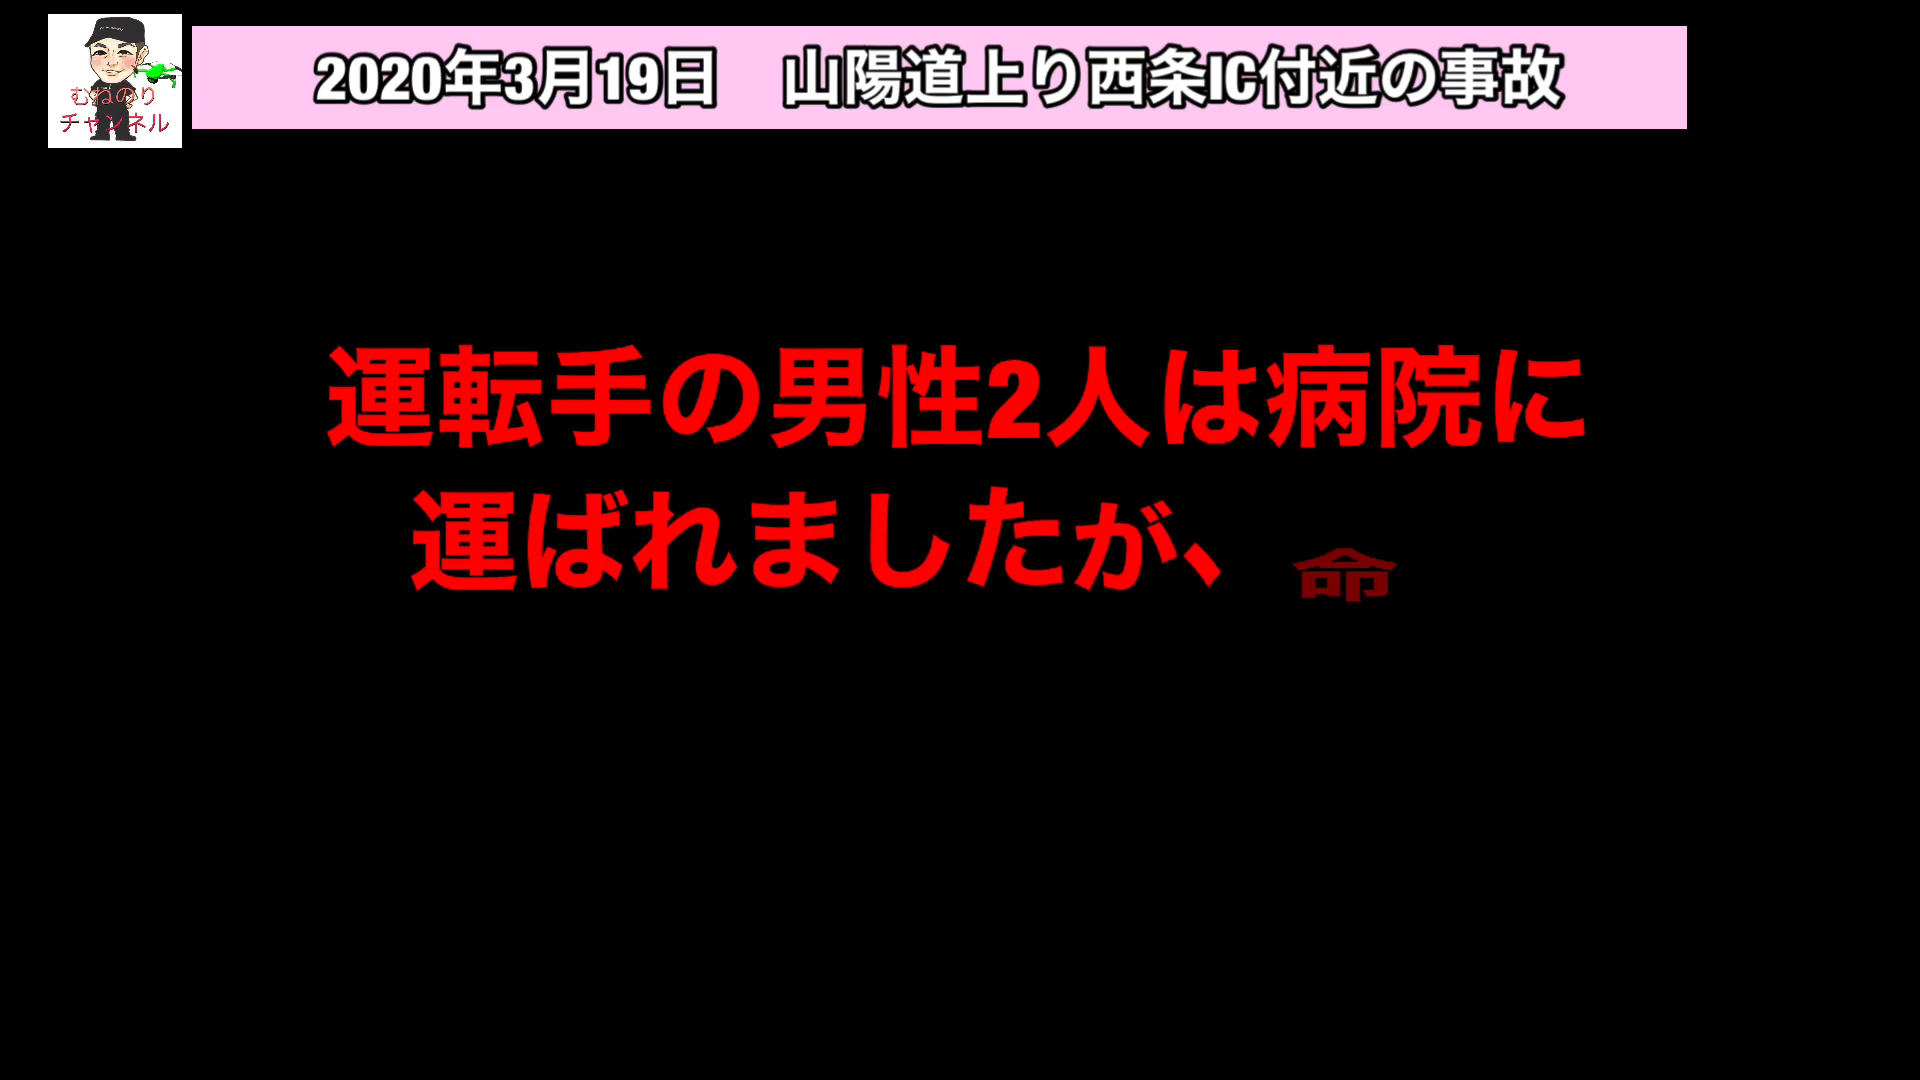 むねのり
チャンネル
2020年3月19日　山陽道上り西条IC付近の事故
運転手の男性2人は病院に
運ばれましたが、命